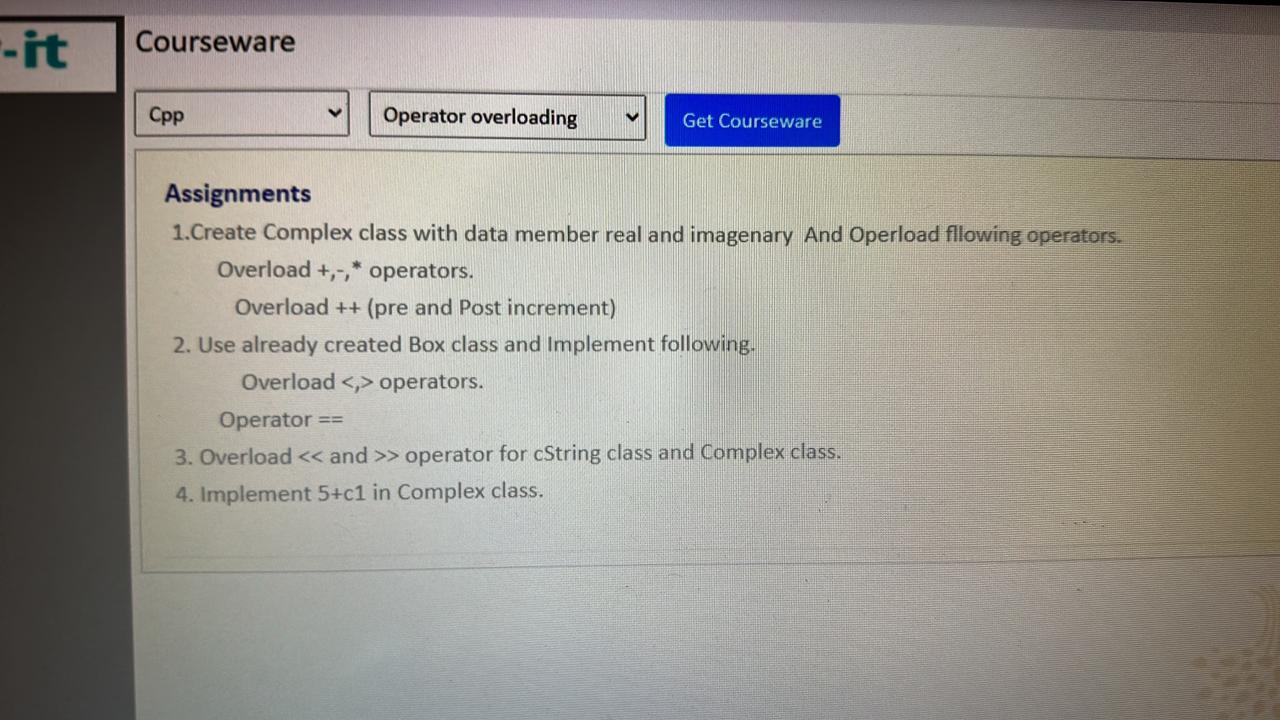 -it
Courseware
Cpp
Operator overloading
Get Courseware
Assignments
1.Create Complex class with data member real and imagenary And Operload fllowing operators.
Overload +,-,* operators.
Overload ++ (pre and Post increment)
2. Use already created Box class and Implement following.
Overload <,> operators.
Operator ==
3. Overload << and >> operator for cString class and Complex class.
4. Implement 5+c1 in Complex class.